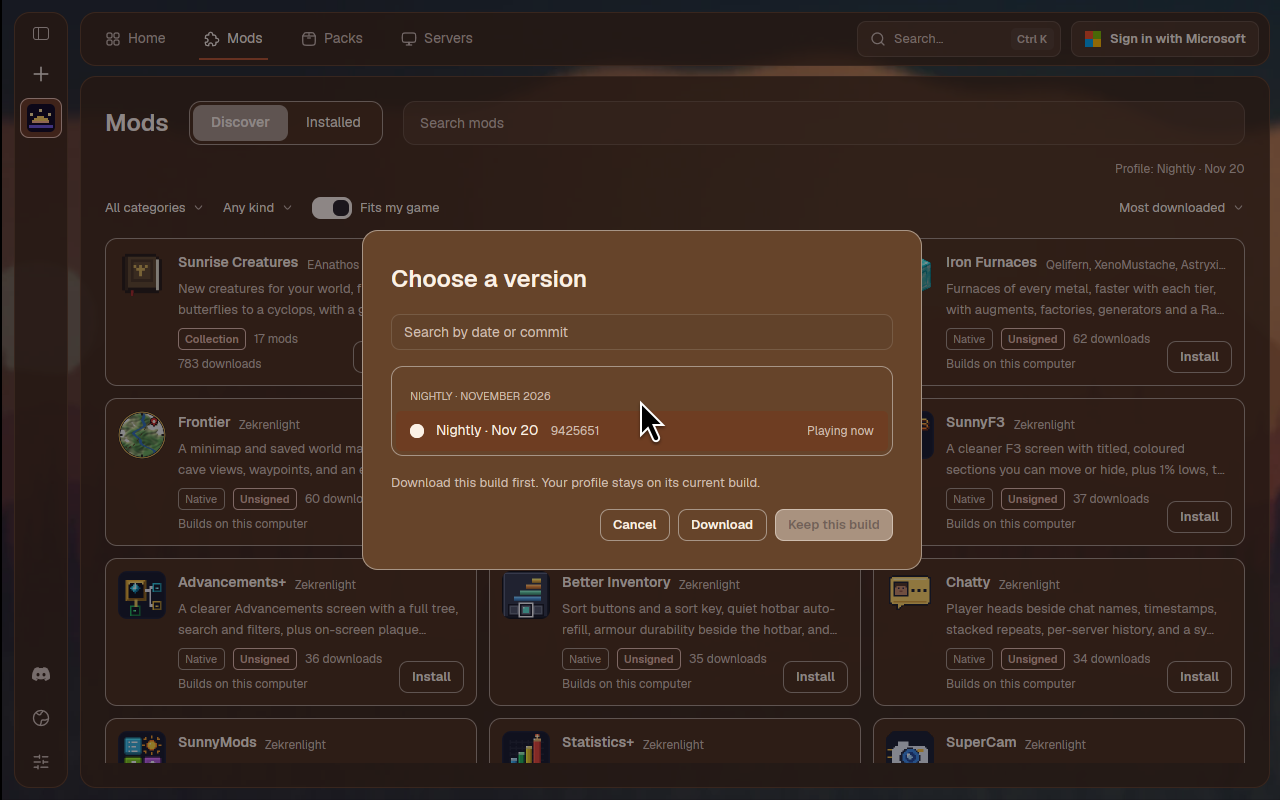 Home
Mods
Packs
Servers
Search...
Ctrl K
Sign in with Microsoft
Mods
Discover
Installed
Search mods
Profile: Nightly · Nov 20
All categories
Any kind
Fits my game
Most downloaded
Sunrise Creatures EAnathos
New creatures for your world, f
butterflies to a cyclops, with a g
Collection 17 mods
783 downloads
Iron Furnaces Qelifern, XenoMustache, Astryxi...
Furnaces of every metal, faster with each tier,
with augments, factories, generators and a Ra...
Native Unsigned 62 downloads
Builds on this computer
Install
Choose a version
Search by date or commit
NIGHTLY · NOVEMBER 2026
Nightly · Nov 20 9425651 Playing now
Download this build first. Your profile stays on its current build.
Cancel
Download
Keep this build
Frontier Zekrenlight
A minimap and saved world ma
cave views, waypoints, and an e
Native Unsigned 60 downlo
Builds on this computer
SunnyF3 Zekrenlight
A cleaner F3 screen with titled, coloured
sections you can move or hide, plus 1% lows, t...
Native Unsigned 37 downloads
Builds on this computer
Install
Advancements+ Zekrenlight
A clearer Advancements screen with a full tree,
search and filters, plus on-screen plaque...
Native Unsigned 36 downloads
Builds on this computer
Install
Better Inventory Zekrenlight
Sort buttons and a sort key, quiet hotbar auto-
refill, armour durability beside the hotbar, and...
Native Unsigned 35 downloads
Builds on this computer
Install
Chatty Zekrenlight
Player heads beside chat names, timestamps,
stacked repeats, per-server history, and a sy...
Native Unsigned 34 downloads
Builds on this computer
Install
SunnyMods Zekrenlight
Statistics+ Zekrenlight
SuperCam Zekrenlight